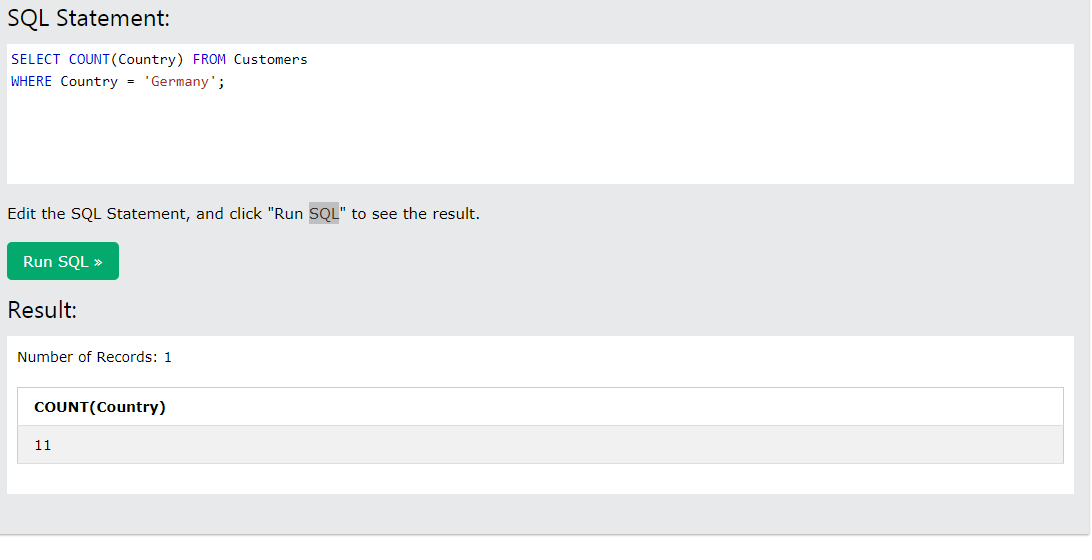 SQL Statement:
SELECT COUNT(Country) FROM Customers
WHERE Country = 'Germany';
Edit the SQL Statement, and click "Run SQL" to see the result.
Run SQL »
Result:
Number of Records: 1
COUNT(Country)
11